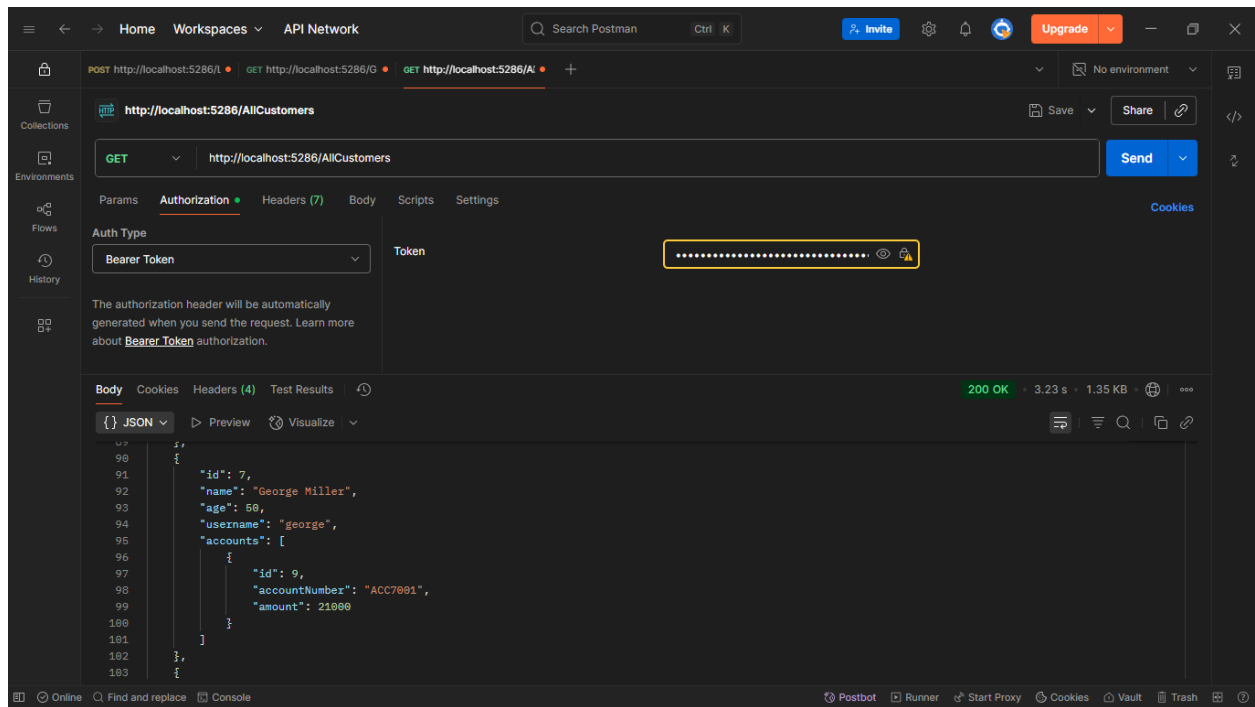 Home Workspaces API Network Search Postman Ctrl K Invite Upgrade
POST http://localhost:5286/L GET http://localhost:5286/G GET http://localhost:5286/Al No environment
HTTP http://localhost:5286/AllCustomers Save Share
Collections
GET http://localhost:5286/AllCustomers Send
Environments
Params Authorization Headers (7) Body Scripts Settings Cookies
Flows
Auth Type
Bearer Token
Token
History
The authorization header will be automatically
generated when you send the request. Learn more
about Bearer Token authorization.
Body Cookies Headers (4) Test Results 200 OK 3.23 s 1.35 KB
{} JSON Preview Visualize
89 },
90 {
91 "id": 7,
92 "name": "George Miller",
93 "age": 50,
94 "username": "george",
95 "accounts": [
96 {
97 "id": 9,
98 "accountNumber": "ACC7001",
99 "amount": 21000
100 }
101 ]
102 },
103 {
Online Find and replace Console Postbot Runner Start Proxy Cookies Vault Trash